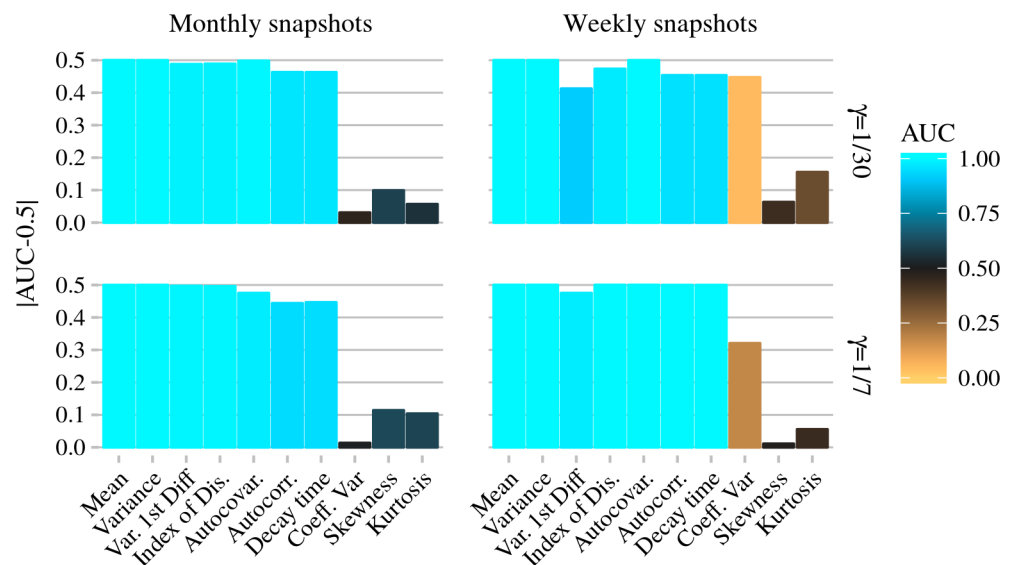 Monthly snapshots
Weekly snapshots
|AUC-0.5|
0.5
0.4
0.3
0.2
0.1
0.0
γ=1/30
0.5
0.4
0.3
0.2
0.1
0.0
γ=1/7
Mean
Variance
Var. 1st Diff
Index of Dis.
Autocovar.
Autocorr.
Decay time
Coeff. Var
Skewness
Kurtosis
Mean
Variance
Var. 1st Diff
Index of Dis.
Autocovar.
Autocorr.
Decay time
Coeff. Var
Skewness
Kurtosis
AUC
1.00
0.75
0.50
0.25
0.00